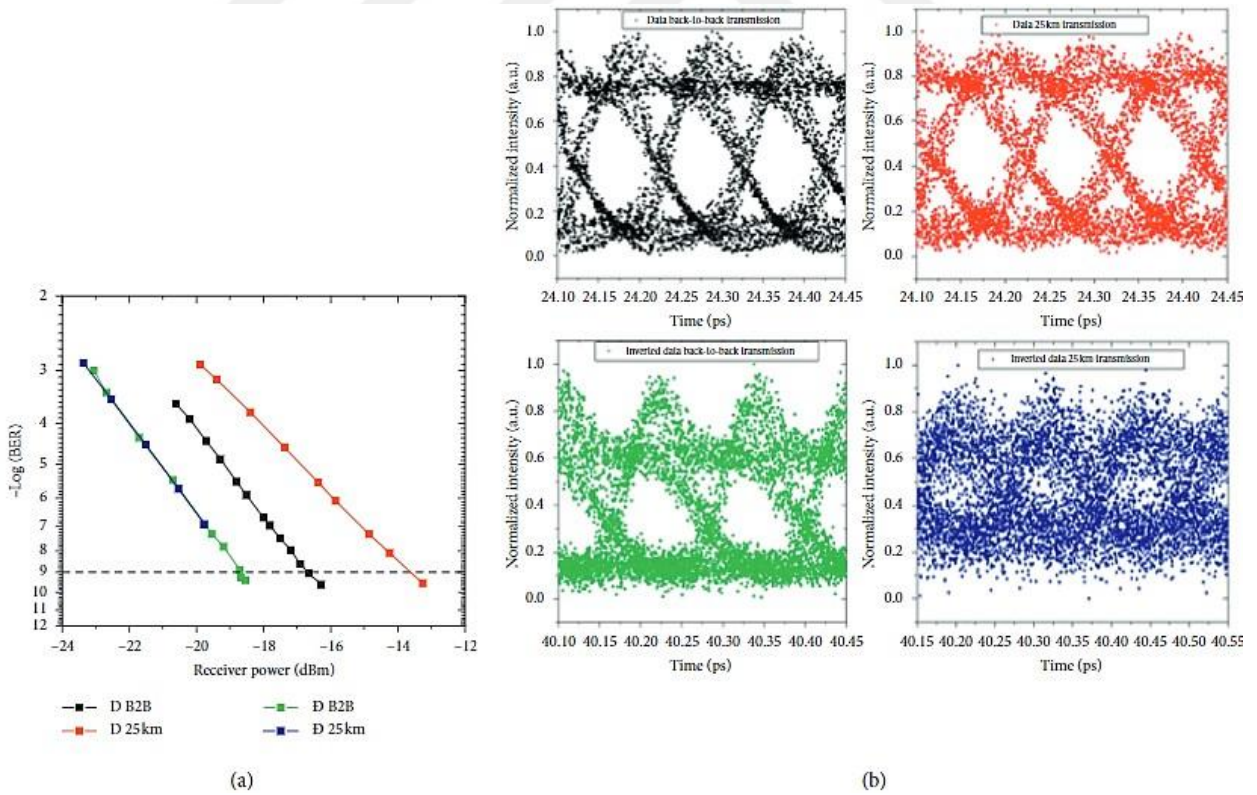 2
3
4
5
6
7
8
9
10
11
12
–Log (BER)
–24 –22 –20 –18 –16 –14 –12
Receiver power (dBm)
D B2B
D 25km
Đ B2B
Đ 25km
(a)
Data back-to-back transmission
1.0
0.8
0.6
0.4
0.2
0.0
Normalized intensity (a.u.)
24.10 24.15 24.20 24.25 24.30 24.35 24.40 24.45
Time (ps)
Data 25km transmission
1.0
0.8
0.6
0.4
0.2
0.0
Normalized intensity (a.u.)
24.10 24.15 24.20 24.25 24.30 24.35 24.40 24.45
Time (ps)
Inverted data back-to-back transmission
1.0
0.8
0.6
0.4
0.2
0.0
Normalized intensity (a.u.)
40.10 40.15 40.20 40.25 40.30 40.35 40.40 40.45
Time (ps)
Inverted data 25km transmission
1.0
0.8
0.6
0.4
0.2
0.0
Normalized intensity (a.u.)
40.15 40.20 40.25 40.30 40.35 40.40 40.45 40.50 40.55
Time (ps)
(b)